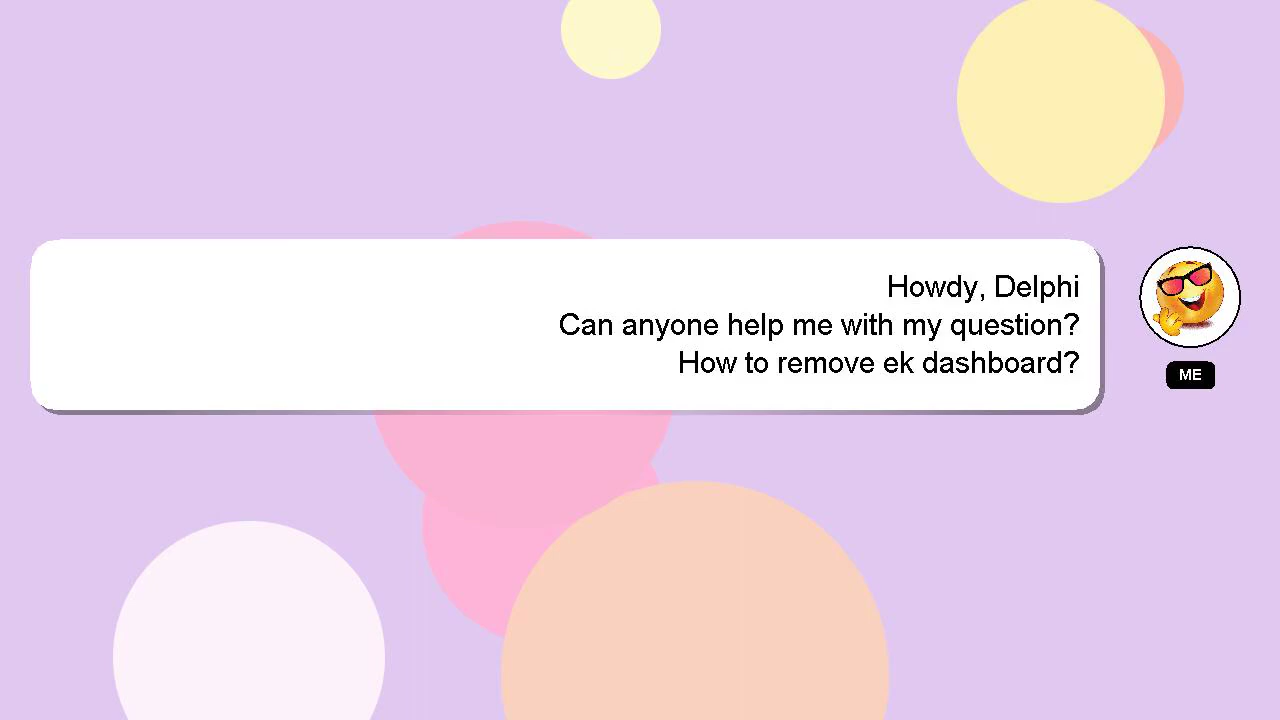 Howdy, Delphi
Can anyone help me with my question?
How to remove ek dashboard?
ME